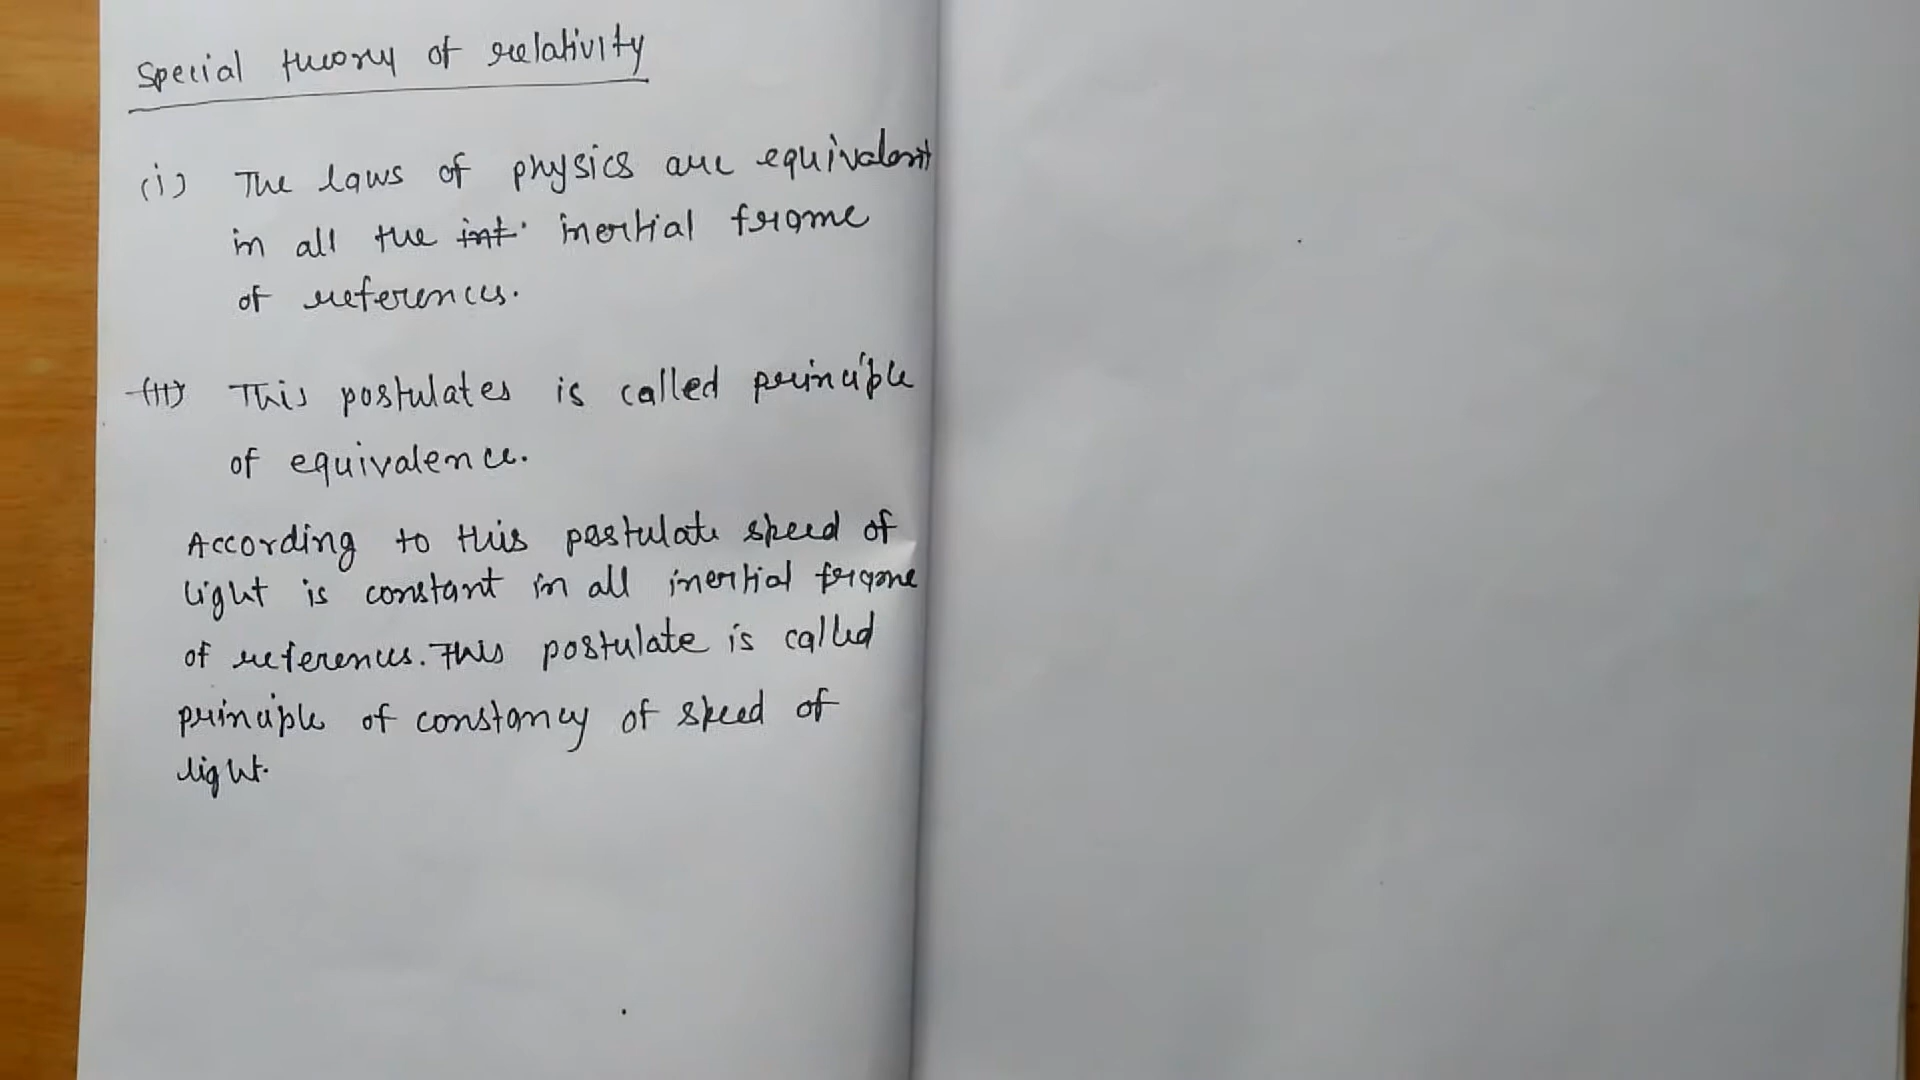 Special theory of relativity
(i) The laws of physics are equivalent
in all the int. inertial frame
of references.
(ii) This postulates is called principle
of equivalence.
According to this postulate speed of
light is constant in all inertial frame
of references. This postulate is called
principle of constancy of speed of
light.